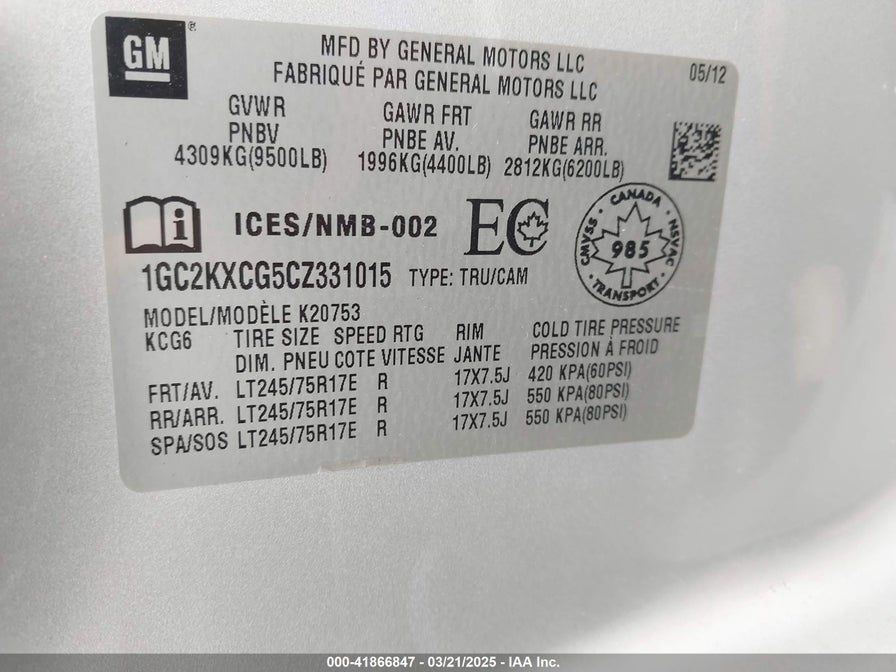 GM
MFD BY GENERAL MOTORS LLC
FABRIQUÉ PAR GENERAL MOTORS LLC
05/12
GVWR GAWR FRT GAWR RR
PNBV PNBE AV. PNBE ARR.
4309KG(9500LB) 1996KG(4400LB) 2812KG(6200LB)
i ICES/NMB-002 EC
CANADA
CMVSS 985 NSVAC
TRANSPORT
1GC2KXCG5CZ331015 TYPE: TRU/CAM
MODEL/MODÈLE K20753
KCG6 TIRE SIZE SPEED RTG RIM COLD TIRE PRESSURE
DIM. PNEU COTE VITESSE JANTE PRESSION À FROID
FRT/AV. LT245/75R17E R 17X7.5J 420 KPA(60PSI)
RR/ARR. LT245/75R17E R 17X7.5J 550 KPA(80PSI)
SPA/SOS LT245/75R17E R 17X7.5J 550 KPA(80PSI)
000-41866847 - 03/21/2025 - IAA Inc.